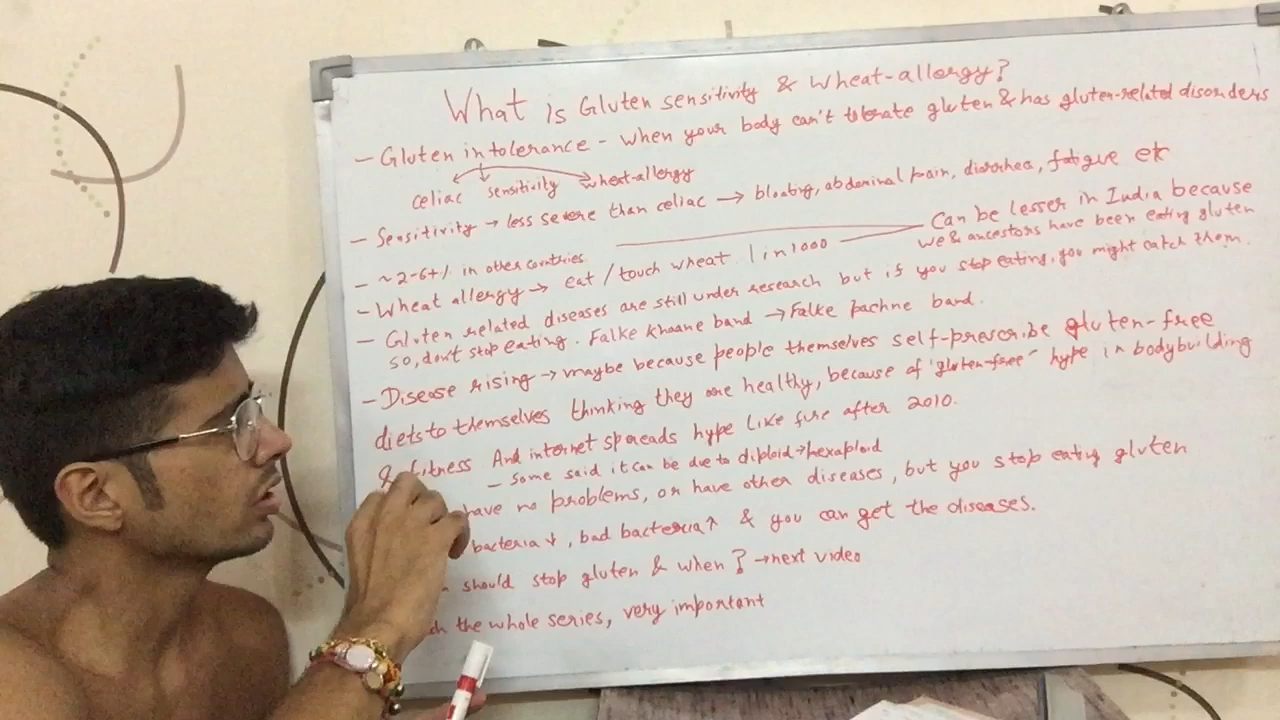 What is Gluten sensitivity & Wheat-allergy?
- Gluten intolerance - When your body can't tolerate gluten & has gluten-related disorders
celiac sensitivity wheat-allergy
- Sensitivity → less severe than celiac → bloating, abdominal pain, diarrhea, fatigue etc
- ~2-6+% in other countries
Can be lesser in India because
we & ancestors have been eating gluten
- Wheat allergy → eat / touch wheat 1 in 1000
- Gluten related diseases are still under research but if you stop eating, you might catch them.
so, don't stop eating. Falke khaane band → Falke pachne band.
- Disease rising → maybe because people themselves self-prescribe gluten-free
diets to themselves thinking they are healthy, because of "gluten-free" hype in bodybuilding
& fitness And internet spreads hype like fire after 2010.
- Some said it can be due to diploid→hexaploid
have no problems, or have other diseases, but you stop eating gluten
bacteria ↓, bad bacteria↑ & you can get the diseases.
should stop gluten & when? → next video
the whole series, very important